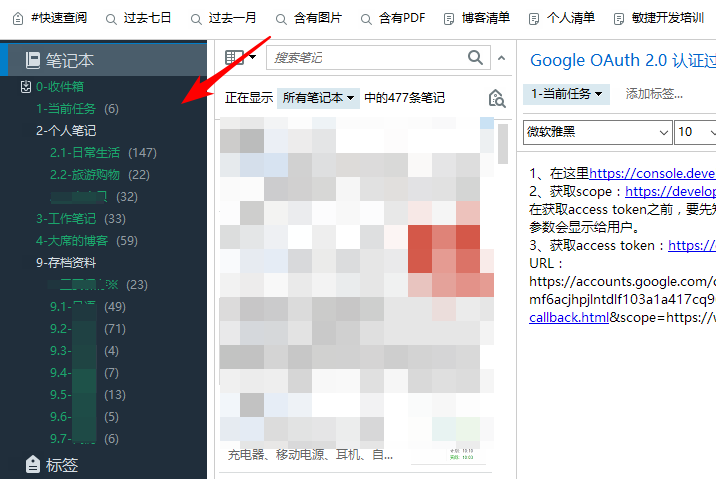 #快速查阅 过去七日 过去一月 含有图片 含有PDF 博客清单 个人清单 敏捷开发培训
笔记本
0-收件箱
1-当前任务 (6)
2-个人笔记
2.1-日常生活 (147)
2.2-旅游购物 (22)
(32)
3-工作笔记 (33)
4-大席的博客 (59)
9-存档资料
(23)
9.1- (49)
9.2- (71)
9.3- (4)
9.4- (7)
9.5- (13)
9.6- (5)
9.7- (6)
标签
搜索笔记
正在显示 所有笔记本 中的477条笔记
充电器、移动电源、耳机、自...
Google OAuth 2.0 认证过
1-当前任务 添加标签...
微软雅黑 10
1、在这里https://console.deve
2、获取scope：https://develop
在获取access token之前，要先
参数会显示给用户。
3、获取access token：https://
URL：
https://accounts.google.com/
mf6acjhpjlntdlf103a1a417cq9
callback.html&scope=https://